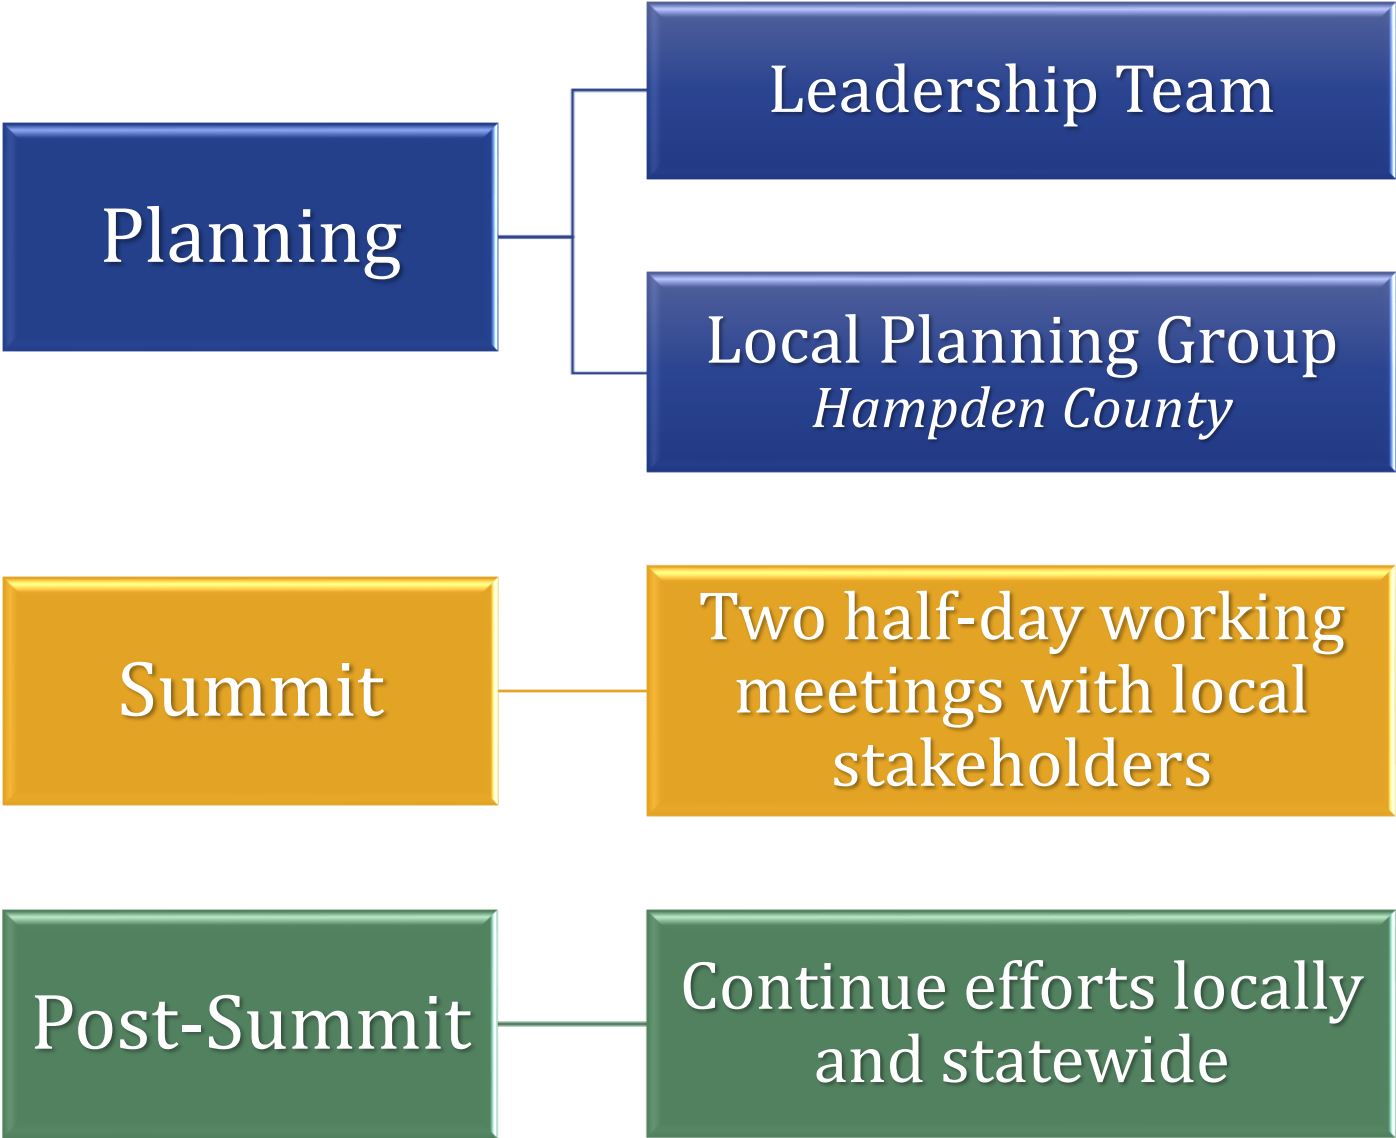 Leadership Team
Planning
Local Planning Group
Hampden County
Summit
Two half-day working
meetings with local
stakeholders
Post-Summit
Continue efforts locally
and statewide